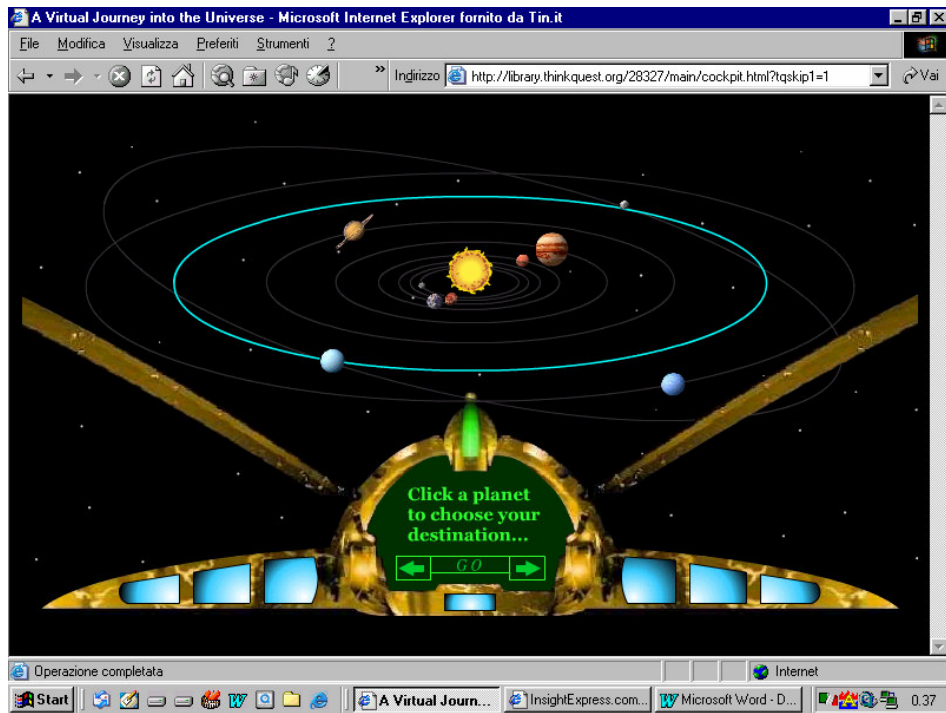 A Virtual Journey into the Universe - Microsoft Internet Explorer fornito da Tin.it
File Modifica Visualizza Preferiti Strumenti ?
» Indirizzo http://library.thinkquest.org/28327/main/cockpit.html?tqskip1=1 Vai
Click a planet
to choose your
destination...
GO
Operazione completata Internet
Start A Virtual Journ... InsightExpress.com... Microsoft Word - D... 0.37